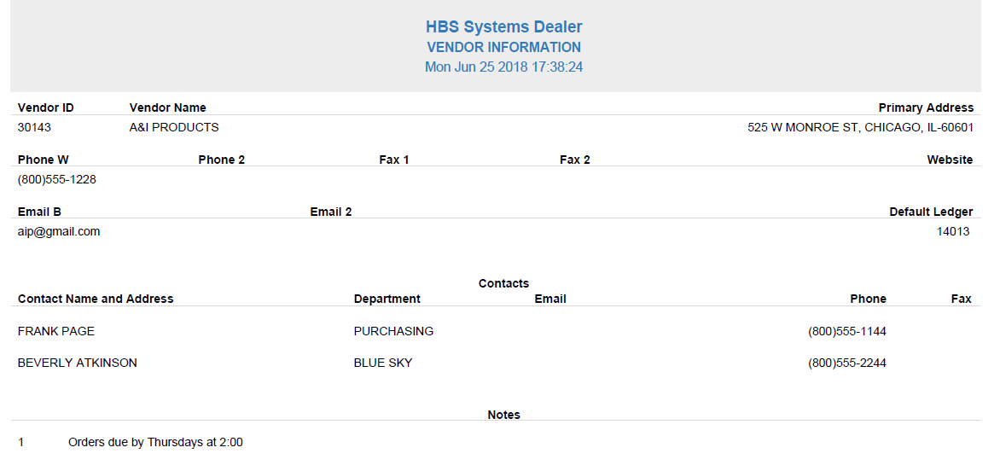 HBS Systems Dealer
VENDOR INFORMATION
Mon Jun 25 2018 17:38:24
Vendor ID Vendor Name Primary Address
30143 A&I PRODUCTS 525 W MONROE ST, CHICAGO, IL-60601
Phone W Phone 2 Fax 1 Fax 2 Website
(800)555-1228
Email B Email 2 Default Ledger
aip@gmail.com 14013
Contacts
Contact Name and Address Department Email Phone Fax
FRANK PAGE PURCHASING (800)555-1144
BEVERLY ATKINSON BLUE SKY (800)555-2244
Notes
1 Orders due by Thursdays at 2:00